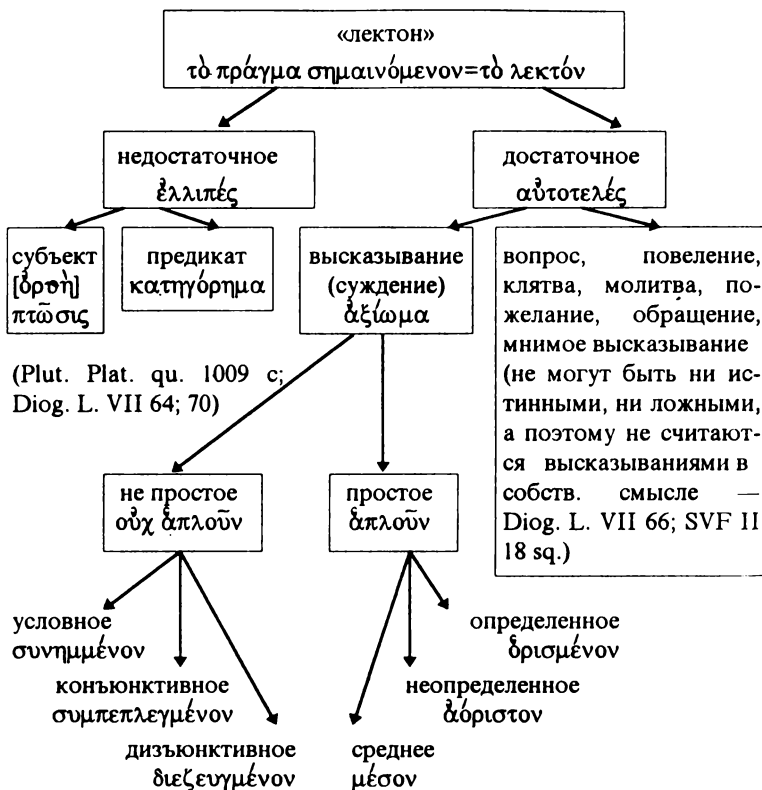 «лектон»
τὸ πρᾶγμα σημαινόμενον=τὸ λεκτόν
недостаточное
ἐλλιπές
достаточное
αὐτοτελές
субъект
[ὀρθὴ]
πτῶσις
предикат
κατηγόρημα
высказывание
(суждение)
ἀξίωμα
вопрос, повеление,
клятва, молитва, по-
желание, обращение,
мнимое высказывание
(не могут быть ни ис-
тинными, ни ложными,
а поэтому не считают-
ся высказываниями в
собств. смысле —
Diog. L. VII 66; SVF II
18 sq.)
(Plut. Plat. qu. 1009 c;
Diog. L. VII 64; 70)
не простое
οὐχ ἁπλοῦν
простое
ἁπλοῦν
условное
συνημμένον
конъюнктивное
συμπεπλεγμένον
дизъюнктивное
διεζευγμένον
определенное
ὁρισμένον
неопределенное
ἀόριστον
среднее
μέσον